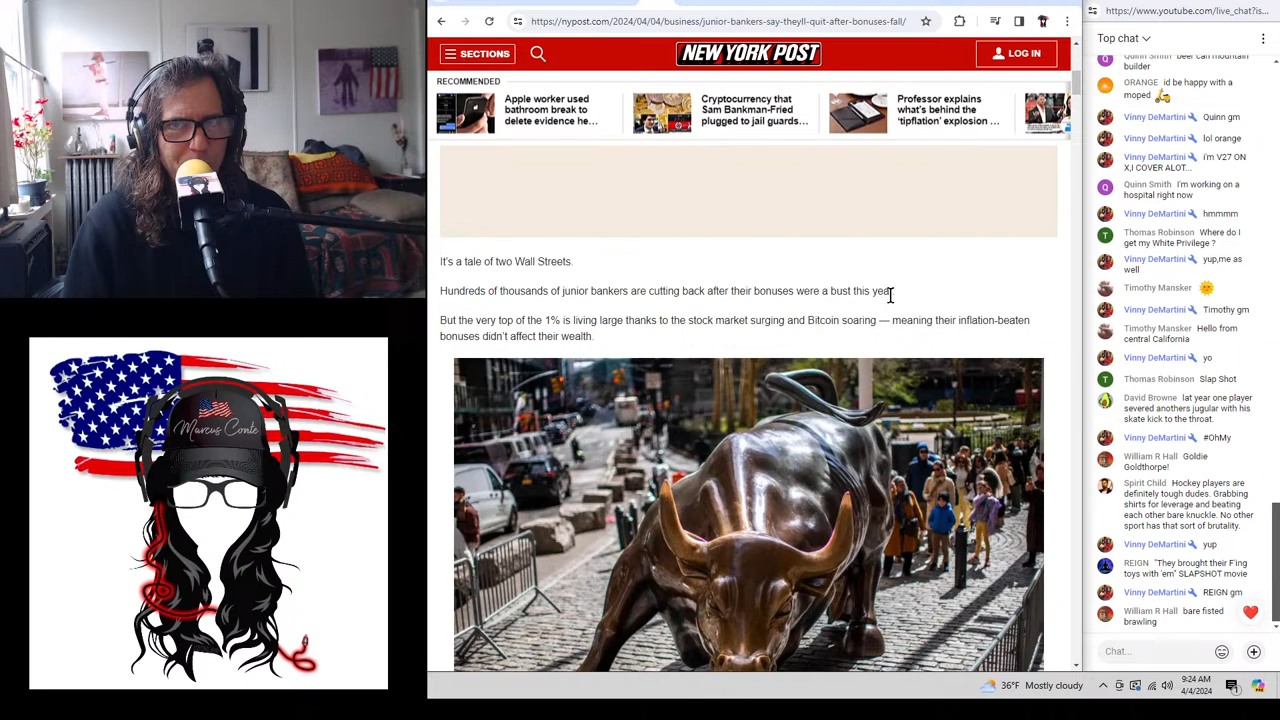 https://nypost.com/2024/04/04/business/junior-bankers-say-theyll-quit-after-bonuses-fall/
https://www.youtube.com/live_chat?is...
SECTIONS
NEW YORK POST
LOG IN
RECOMMENDED
Apple worker used
bathroom break to
delete evidence he...
Cryptocurrency that
Sam Bankman-Fried
plugged to jail guards...
Professor explains
what's behind the
'tipflation' explosion ...
It's a tale of two Wall Streets.
Hundreds of thousands of junior bankers are cutting back after their bonuses were a bust this year
But the very top of the 1% is living large thanks to the stock market surging and Bitcoin soaring — meaning their inflation-beaten
bonuses didn't affect their wealth.
Marcus Conte
Top chat
Quinn Smith beer can mountain
builder
ORANGE id be happy with a
moped
Vinny DeMartini Quinn gm
Vinny DeMartini lol orange
Vinny DeMartini i'm V27 ON
X,I COVER ALOT...
Quinn Smith I'm working on a
hospital right now
Vinny DeMartini hmmmm
Thomas Robinson Where do I
get my White Privilege ?
Vinny DeMartini yup,me as
well
Timothy Mansker
Vinny DeMartini Timothy gm
Timothy Mansker Hello from
central California
Vinny DeMartini yo
Thomas Robinson Slap Shot
David Browne last year one player
severed anothers jugular with his
skate kick to the throat.
Vinny DeMartini #OhMy
William R Hall Goldie
Goldthorpe!
Spirit Child Hockey players are
definitely tough dudes. Grabbing
shirts for leverage and beating
each other bare knuckle. No other
sport has that sort of brutality.
Vinny DeMartini yup
REIGN "They brought their F'ing
toys with 'em" SLAPSHOT movie
Vinny DeMartini REIGN gm
William R Hall bare fisted
brawling
Chat...
36°F Mostly cloudy
9:24 AM
4/4/2024